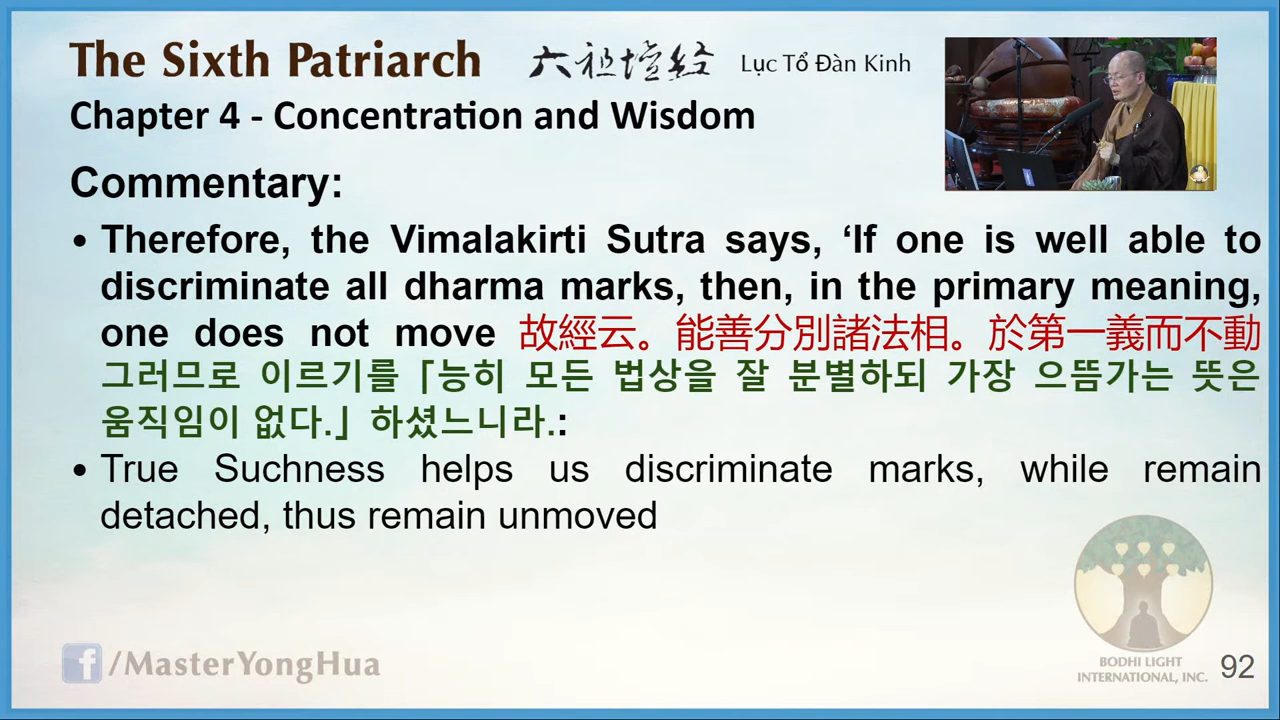 The Sixth Patriarch 六祖壇経 Lục Tổ Đàn Kinh
Chapter 4 - Concentration and Wisdom
Commentary:
• Therefore, the Vimalakirti Sutra says, ‘If one is well able to
discriminate all dharma marks, then, in the primary meaning,
one does not move 故經云。能善分別諸法相。於第一義而不動
그러므로 이르기를 「능히 모든 법상을 잘 분별하되 가장 으뜸가는 뜻은
움직임이 없다.」 하셨느니라.:
• True Suchness helps us discriminate marks, while remain
detached, thus remain unmoved
f/MasterYongHua
BODHI LIGHT
INTERNATIONAL, INC.
92